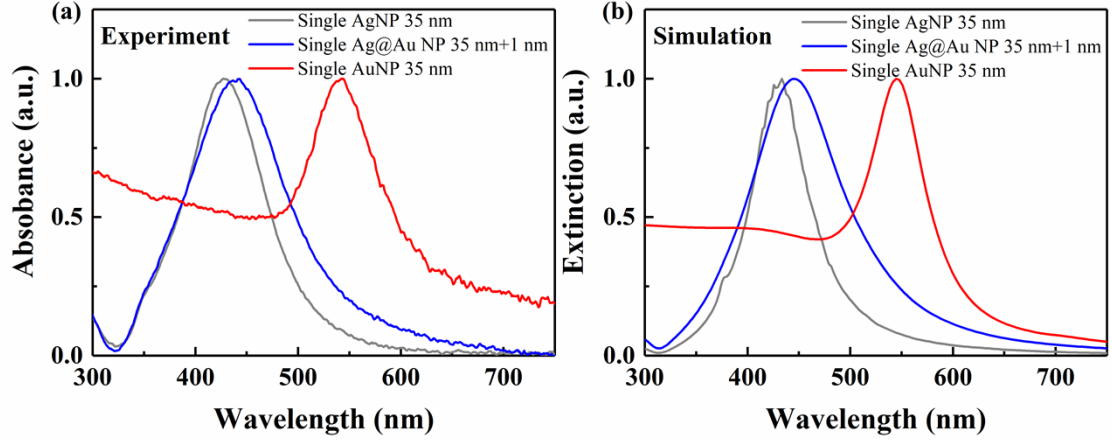 (a)
Experiment
Single AgNP 35 nm
Single Ag@Au NP 35 nm+1 nm
Single AuNP 35 nm
1.0
0.5
0.0
Absobance (a.u.)
300 400 500 600 700
Wavelength (nm)
(b)
Simulation
Single AgNP 35 nm
Single Ag@Au NP 35 nm+1 nm
Single AuNP 35 nm
1.0
0.5
0.0
Extinction (a.u.)
300 400 500 600 700
Wavelength (nm)